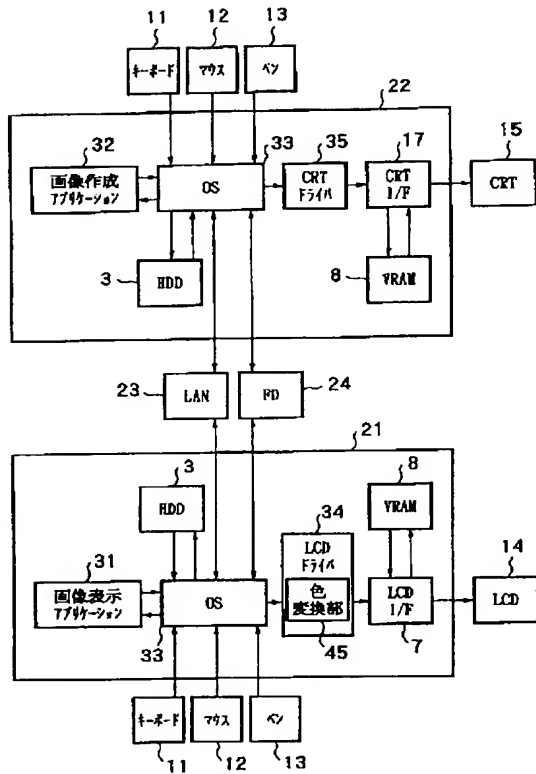 11
12
13
キーボード
マウス
ペン
22
32
33
35
17
15
画像作成
アプリケーション
OS
CRT
ドライバ
CRT
I/F
CRT
3
HDD
8
VRAM
23
LAN
FD
24
21
3
HDD
34
8
VRAM
31
LCD
ドライバ
14
画像表示
アプリケーション
OS
色
変換部
LCD
I/F
LCD
33
45
7
キーボード
マウス
ペン
11
12
13